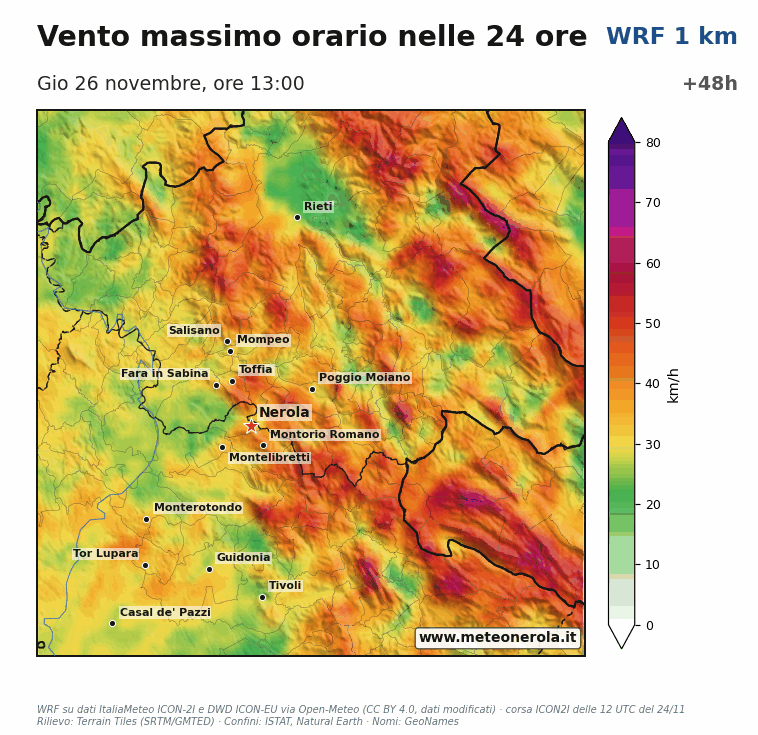 Vento massimo orario nelle 24 ore WRF 1 km
Gio 26 novembre, ore 13:00 +48h
Rieti
Salisano
Mompeo
Toffia
Fara in Sabina
Poggio Moiano
Nerola
Montorio Romano
Montelibretti
Monterotondo
Tor Lupara
Guidonia
Tivoli
Casal de' Pazzi
www.meteonerola.it
80
70
60
50
40
30
20
10
0
km/h
WRF su dati ItaliaMeteo ICON-2I e DWD ICON-EU via Open-Meteo (CC BY 4.0, dati modificati) · corsa ICON2I delle 12 UTC del 24/11
Rilievo: Terrain Tiles (SRTM/GMTED) · Confini: ISTAT, Natural Earth · Nomi: GeoNames